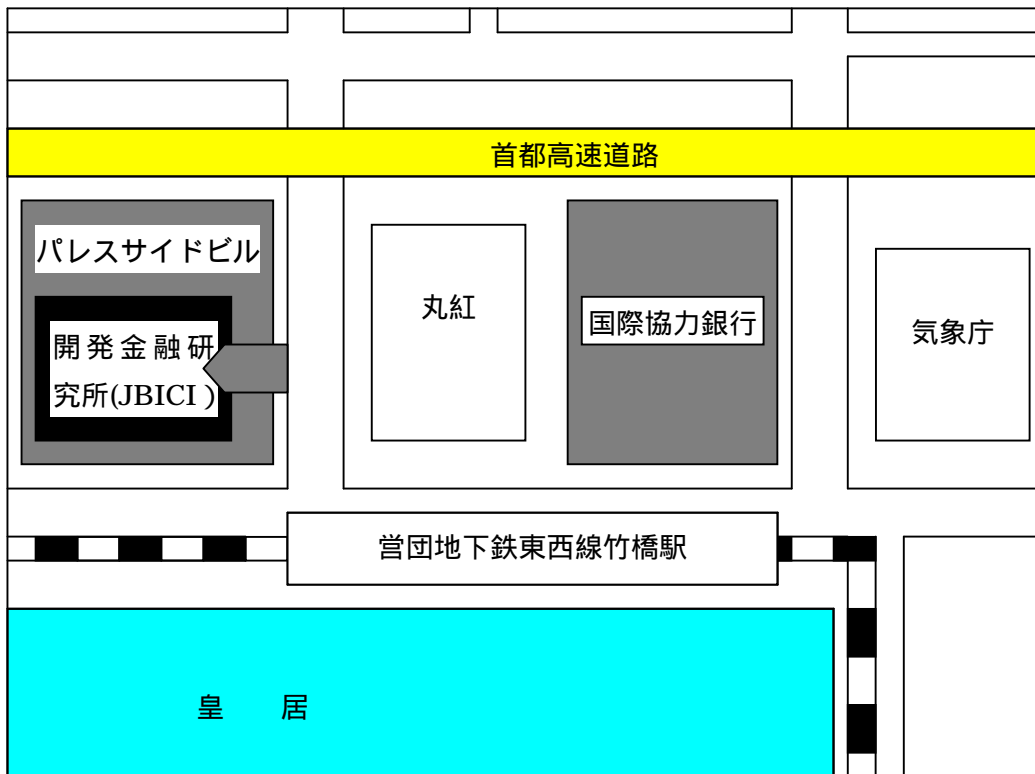 首都高速道路
パレスサイドビル
開発金融研
究所(JBICI )
丸紅
国際協力銀行
気象庁
営団地下鉄東西線竹橋駅
皇　居